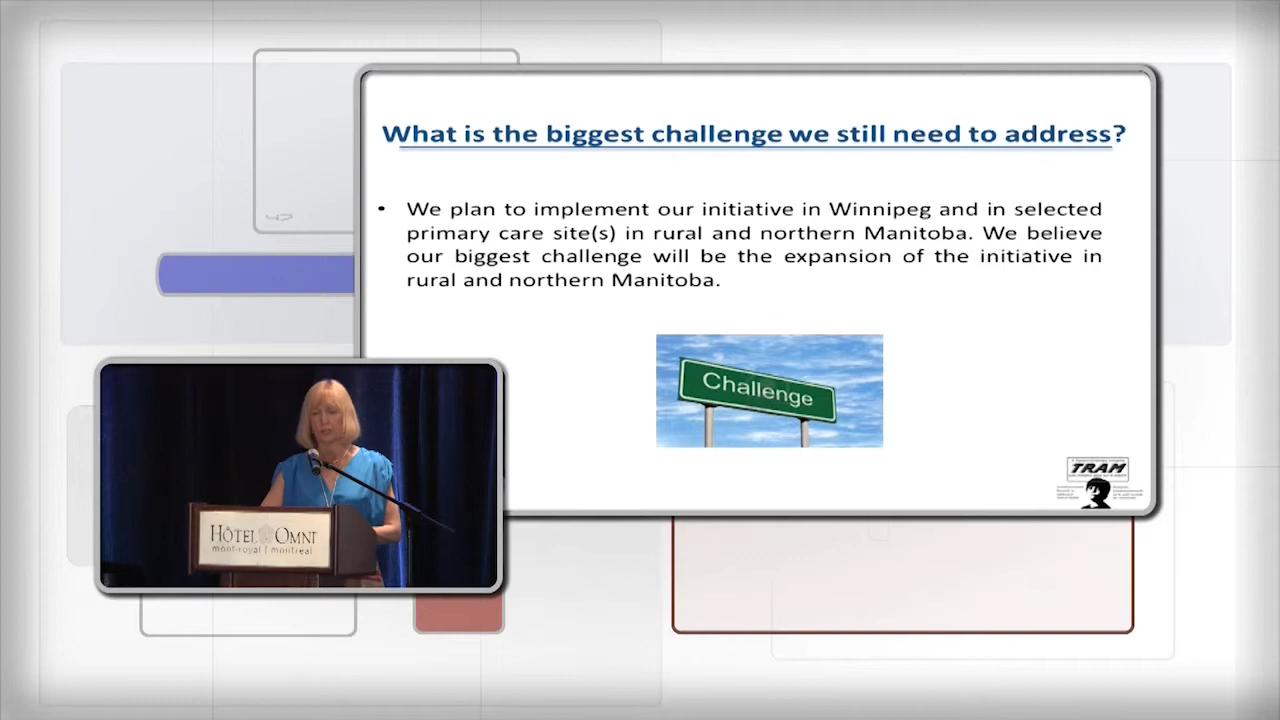 What is the biggest challenge we still need to address?
• We plan to implement our initiative in Winnipeg and in selected
primary care site(s) in rural and northern Manitoba. We believe
our biggest challenge will be the expansion of the initiative in
rural and northern Manitoba.
Challenge
TRAM
HÔTEL OMNI
mont-royal | montreal